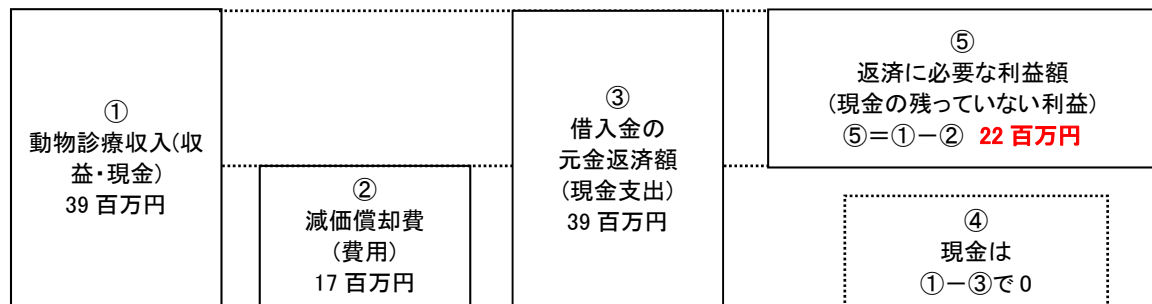 ①
動物診療収入(収
益・現金)
39 百万円
②
減価償却費
(費用)
17 百万円
③
借入金の
元金返済額
(現金支出)
39 百万円
⑤
返済に必要な利益額
(現金の残っていない利益)
⑤=①-② 22 百万円
④
現金は
①-③で0